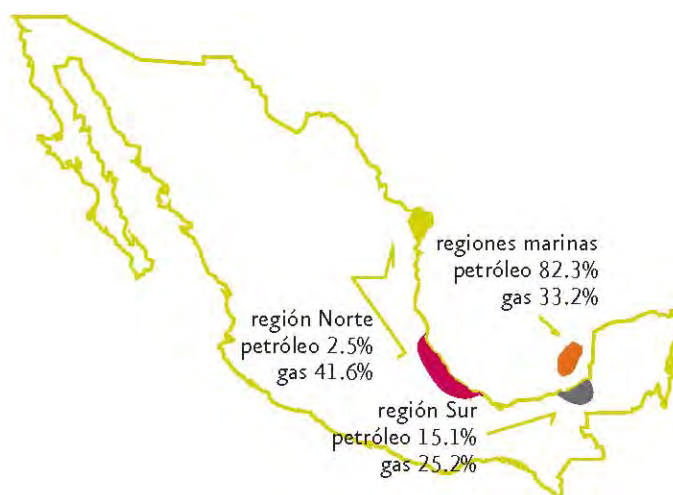 regiones marinas
petróleo 82.3%
gas 33.2%
región Norte
petróleo 2.5%
gas 41.6%
región Sur
petróleo 15.1%
gas 25.2%